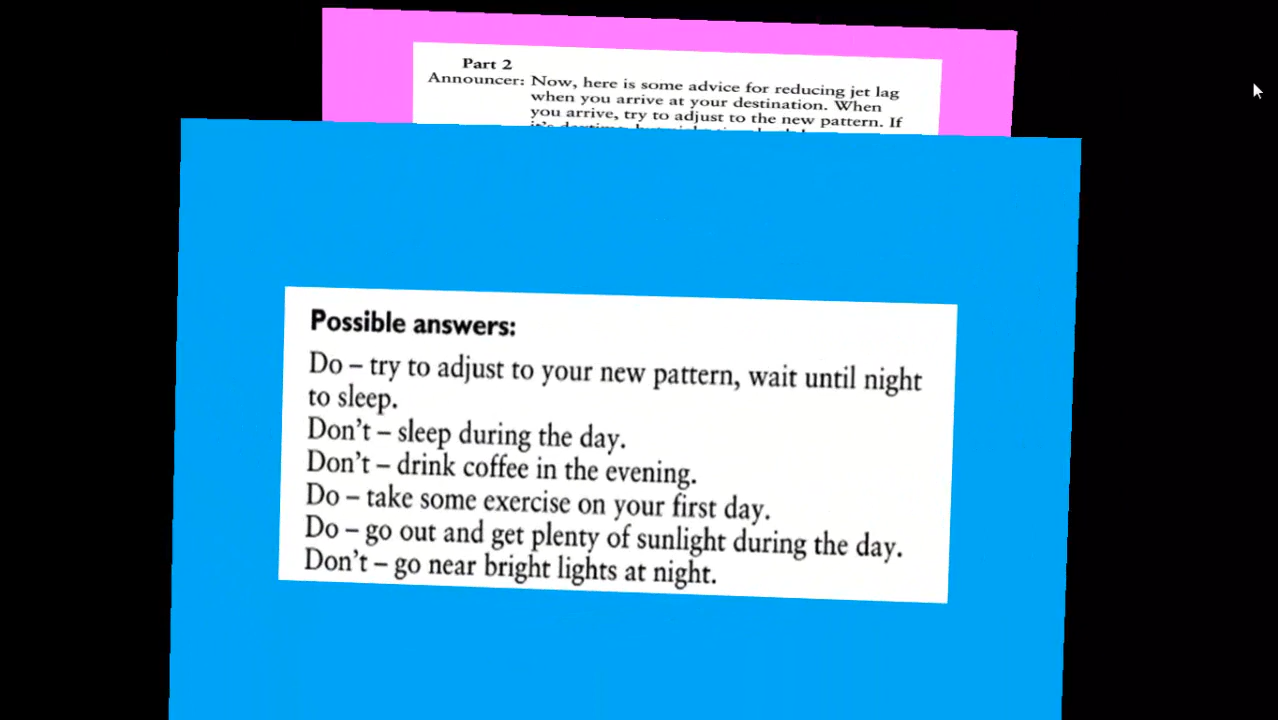 Part 2
Announcer: Now, here is some advice for reducing jet lag
when you arrive at your destination. When
you arrive, try to adjust to the new pattern. If
Possible answers:
Do – try to adjust to your new pattern, wait until night
to sleep.
Don't – sleep during the day.
Don't – drink coffee in the evening.
Do – take some exercise on your first day.
Do – go out and get plenty of sunlight during the day.
Don't – go near bright lights at night.